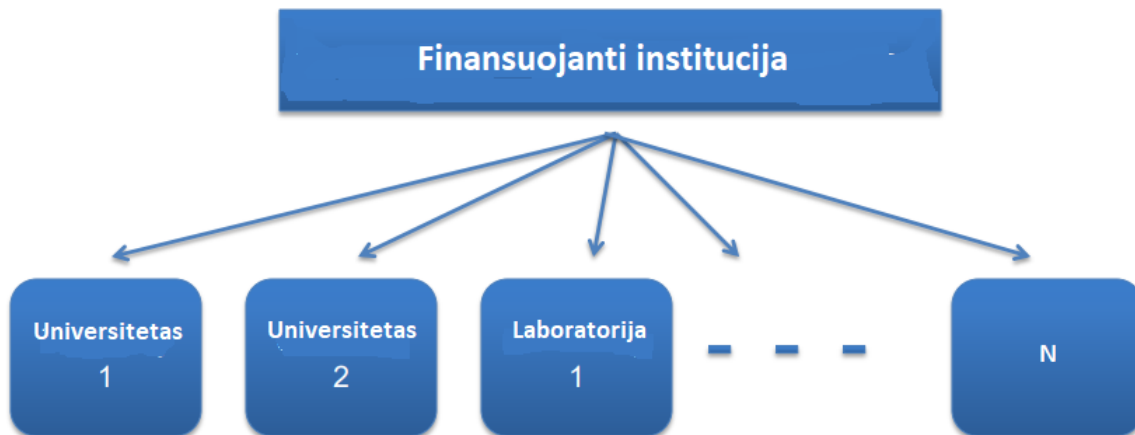 Finansuojanti institucija
Universitetas
1
Universitetas
2
Laboratorija
1
N